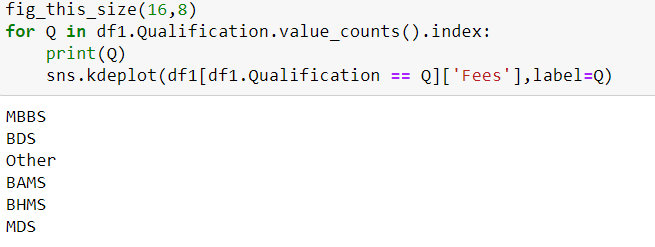 fig_this_size(16,8)
for Q in df1.Qualification.value_counts().index:
    print(Q)
    sns.kdeplot(df1[df1.Qualification == Q]['Fees'],label=Q)
MBBS
BDS
Other
BAMS
BHMS
MDS